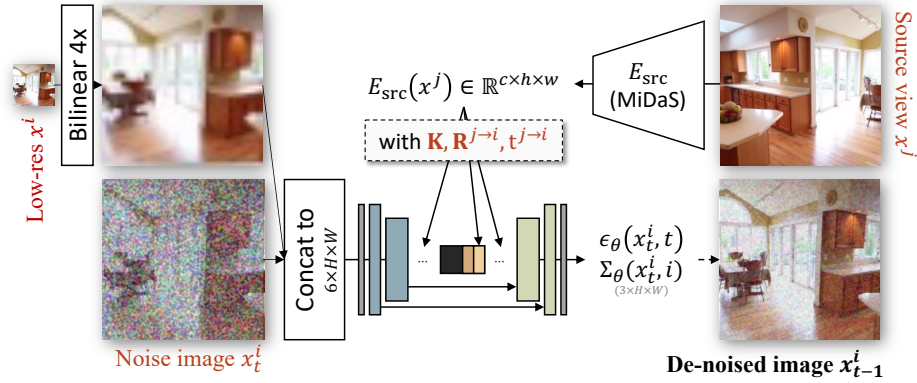 Low-res x^i
Bilinear 4x
E_src(x^j) ∈ ℝ^{c×h×w}
E_src
(MiDaS)
Source view x^j
with K, R^{j→i}, t^{j→i}
Concat to
6×H×W
...
...
ϵ_θ(x_t^i, t)
Σ_θ(x_t^i, i)
(3×H×W)
Noise image x_t^i
De-noised image x_{t-1}^i